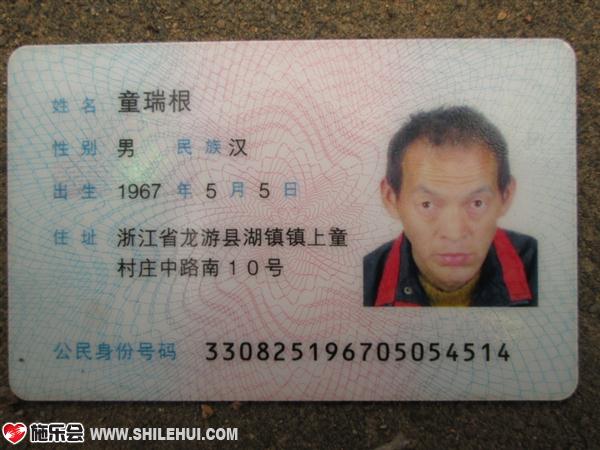 姓名 童瑞根
性别 男 民族 汉
出生 1967 年 5 月 5 日
住址 浙江省龙游县湖镇镇上童
村庄中路南10号
公民身份号码 330825196705054514
施乐会 WWW.SHILEHUI.COM